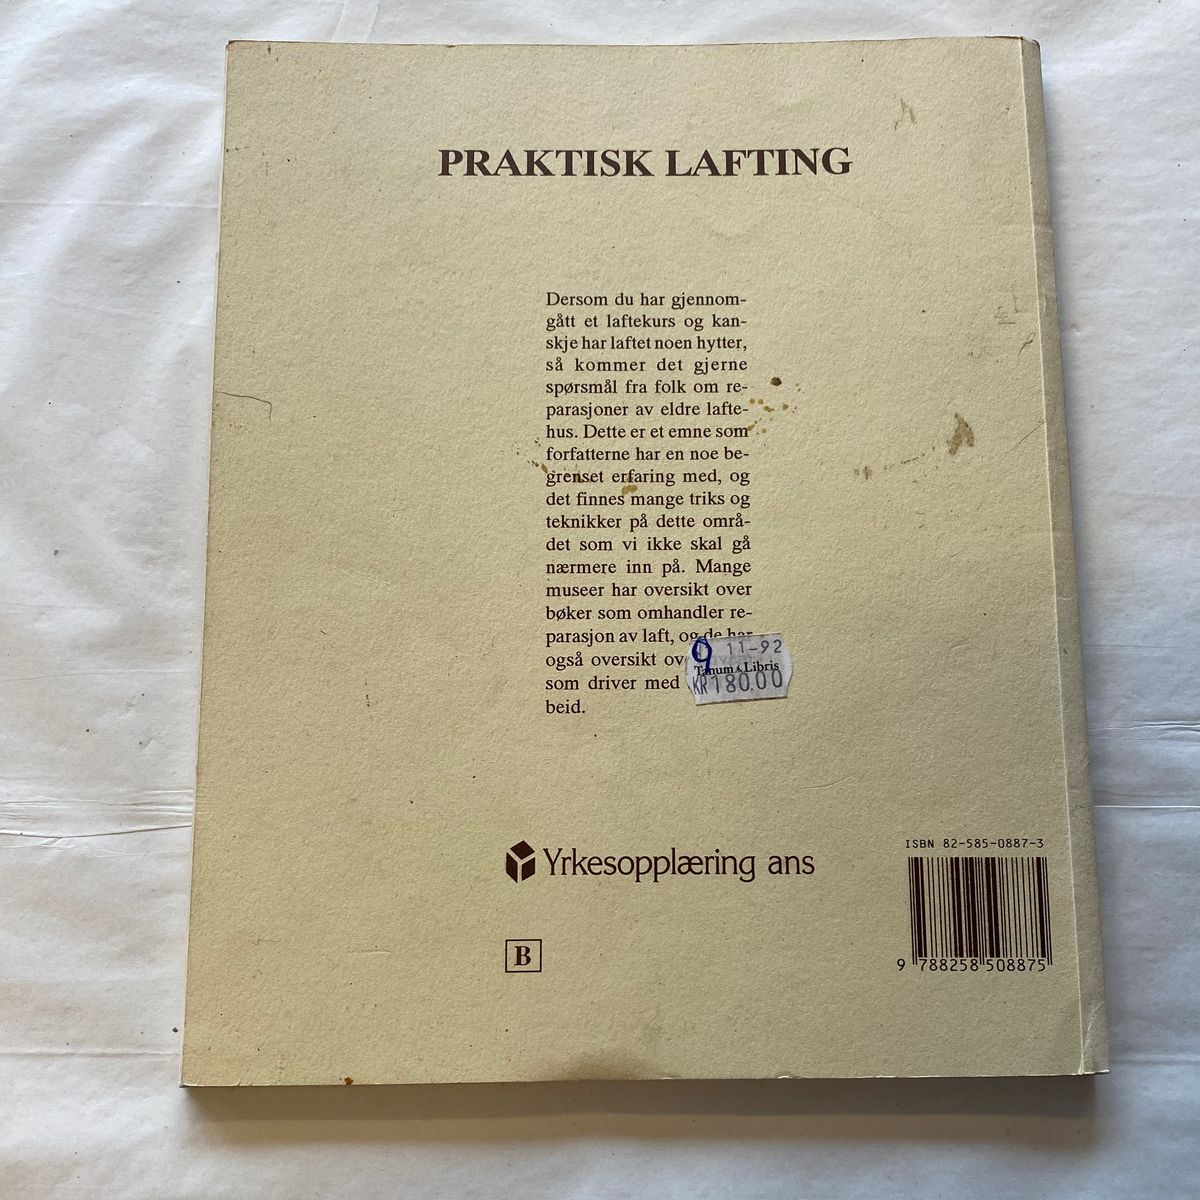 PRAKTISK LAFTING
Dersom du har gjennom-
gått et laftekurs og kan-
skje har laftet noen hytter,
så kommer det gjerne
spørsmål fra folk om re-
parasjoner av eldre lafte-
hus. Dette er et emne som
forfatterne har en noe be-
grenset erfaring med, og
det finnes mange triks og
teknikker på dette områ-
det som vi ikke skal gå
nærmere inn på. Mange
museer har oversikt over
bøker som omhandler re-
parasjon av laft, og de har
også oversikt
som driver med
beid.
9 11-92
Tanum Libris
KR180.00
Yrkesopplæring ans
B
ISBN 82-585-0887-3
9 788258 508875